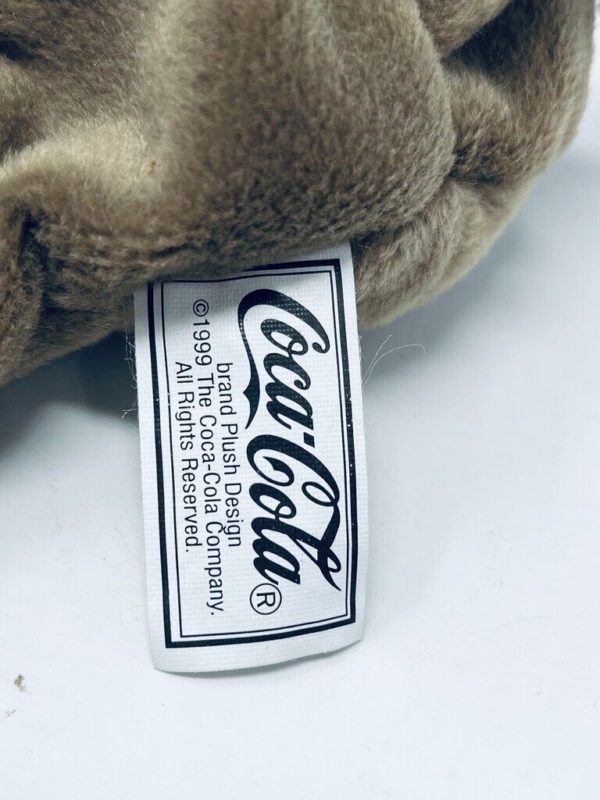 Coca-Cola®
brand Plush Design
©1999 The Coca-Cola Company.
All Rights Reserved.